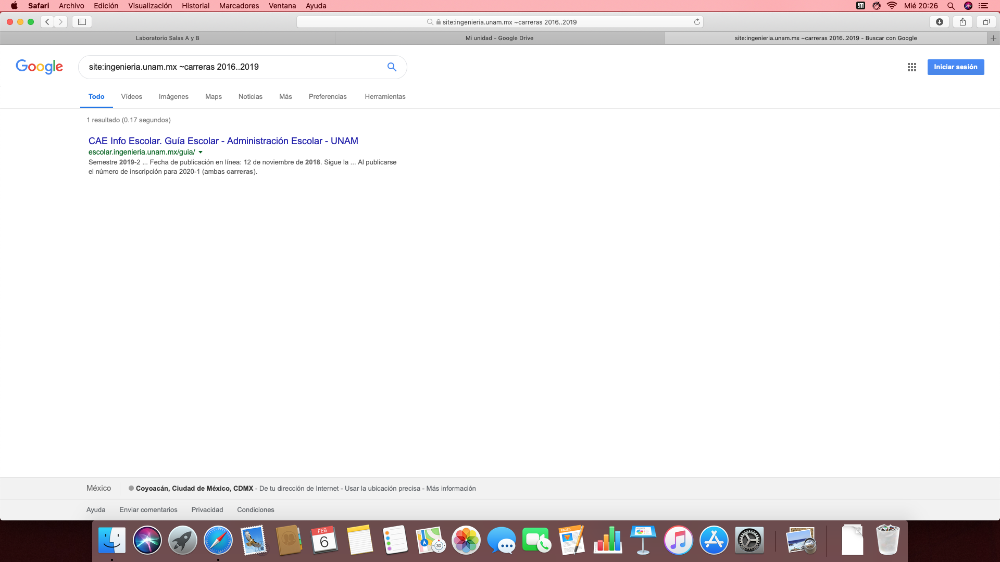 Safari Archivo Edición Visualización Historial Marcadores Ventana Ayuda Mié 20:26
site:ingenieria.unam.mx ~carreras 2016..2019
Laboratorio Salas A y B Mi unidad - Google Drive site:ingenieria.unam.mx ~carreras 2016..2019 - Buscar con Google
Google site:ingenieria.unam.mx ~carreras 2016..2019 Iniciar sesión
Todo Vídeos Imágenes Maps Noticias Más Preferencias Herramientas
1 resultado (0.17 segundos)
CAE Info Escolar. Guía Escolar - Administración Escolar - UNAM
escolar.ingenieria.unam.mx/guia/
Semestre 2019-2 ... Fecha de publicación en línea: 12 de noviembre de 2018. Sigue la ... Al publicarse
el número de inscripción para 2020-1 (ambas carreras).
México Coyoacán, Ciudad de México, CDMX - De tu dirección de Internet - Usar la ubicación precisa - Más información
Ayuda Enviar comentarios Privacidad Condiciones
FEB
6
3D
PAGES